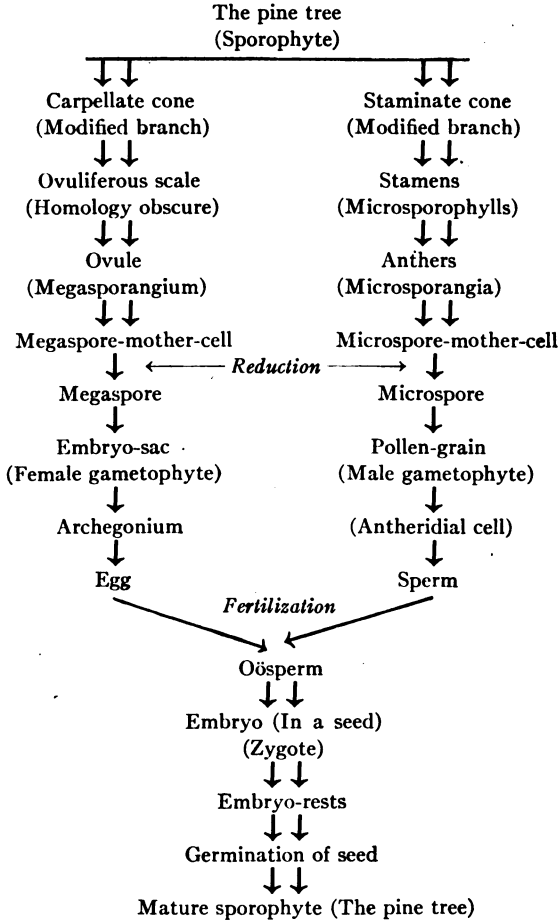 The pine tree
(Sporophyte)
Carpellate cone
(Modified branch)
Ovuliferous scale
(Homology obscure)
Ovule
(Megasporangium)
Megaspore-mother-cell
Megaspore
Embryo-sac
(Female gametophyte)
Archegonium
Egg
Staminate cone
(Modified branch)
Stamens
(Microsporophylls)
Anthers
(Microsporangia)
Microspore-mother-cell
Reduction
Microspore
Pollen-grain
(Male gametophyte)
(Antheridial cell)
Sperm
Fertilization
Oösperm
Embryo (In a seed)
(Zygote)
Embryo-rests
Germination of seed
Mature sporophyte (The pine tree)